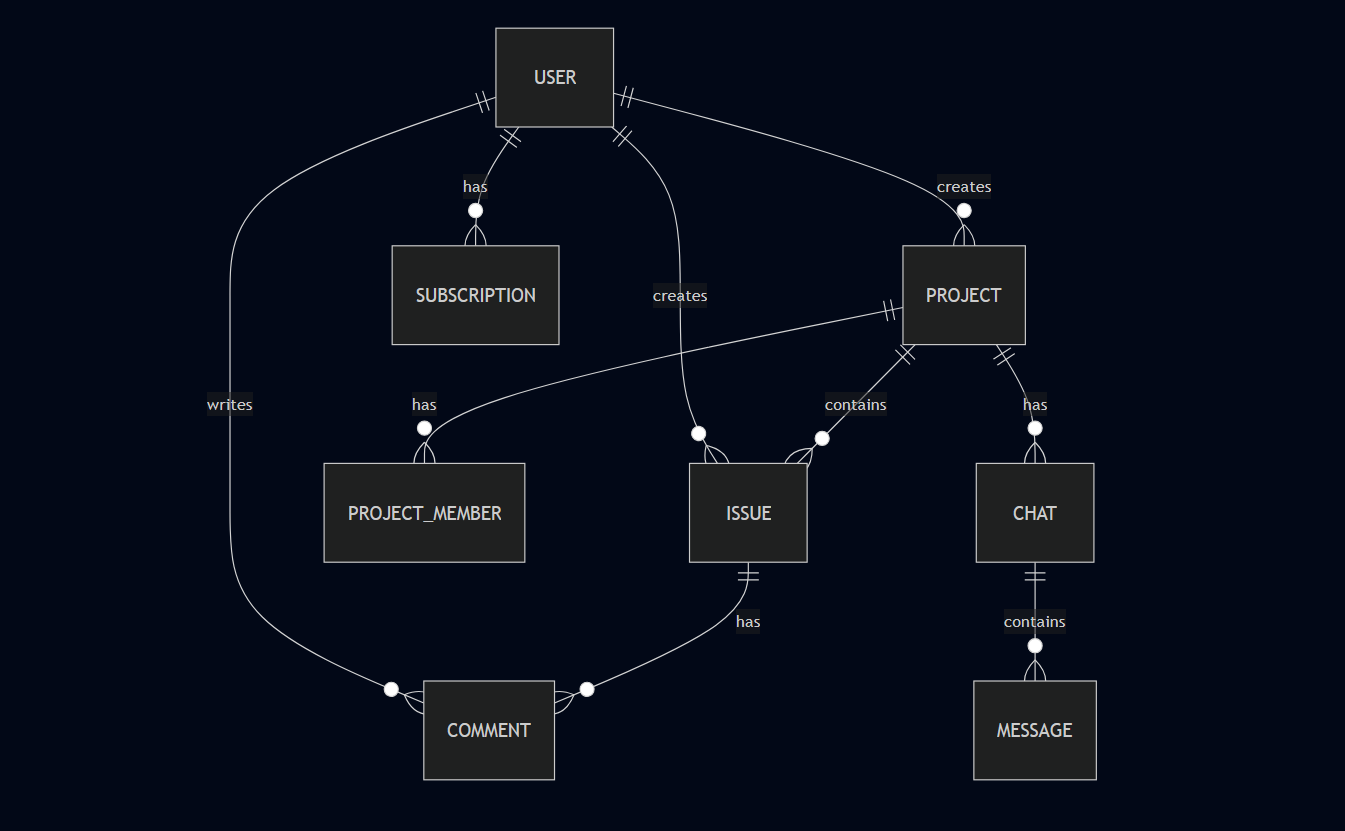 USER
has
creates
SUBSCRIPTION
creates
PROJECT
writes
has
contains
has
PROJECT_MEMBER
ISSUE
CHAT
has
contains
COMMENT
MESSAGE